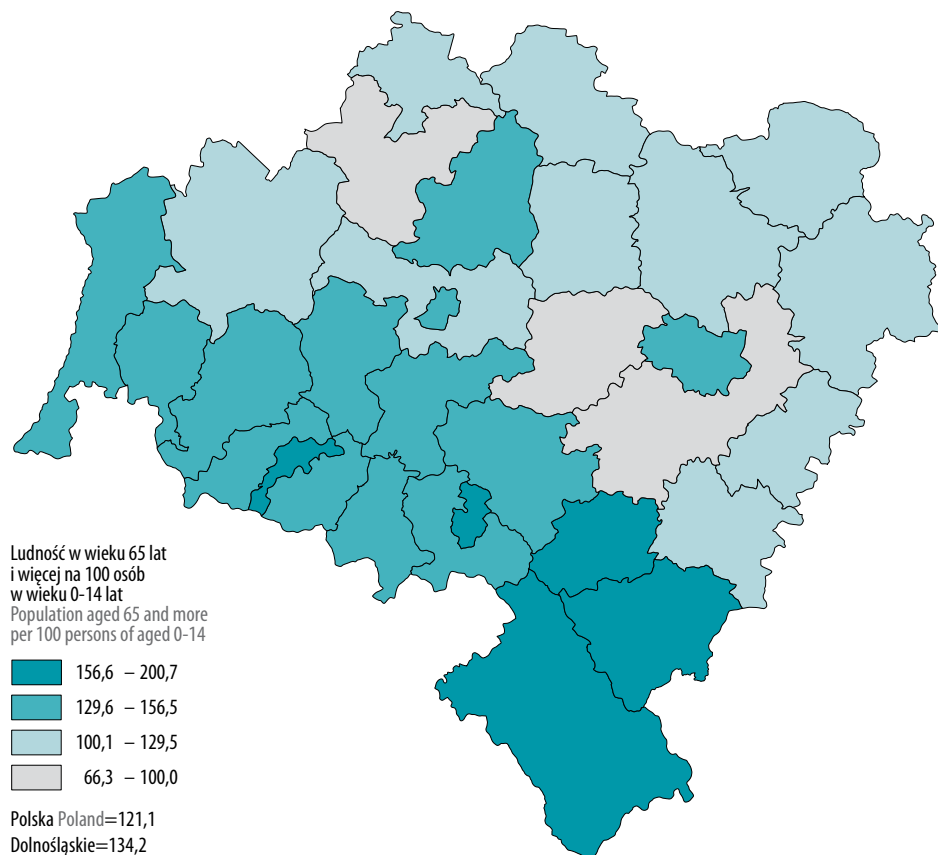 Ludność w wieku 65 lat
i więcej na 100 osób
w wieku 0-14 lat
Population aged 65 and more
per 100 persons of aged 0-14
156,6 – 200,7
129,6 – 156,5
100,1 – 129,5
66,3 – 100,0
Polska Poland=121,1
Dolnośląskie=134,2